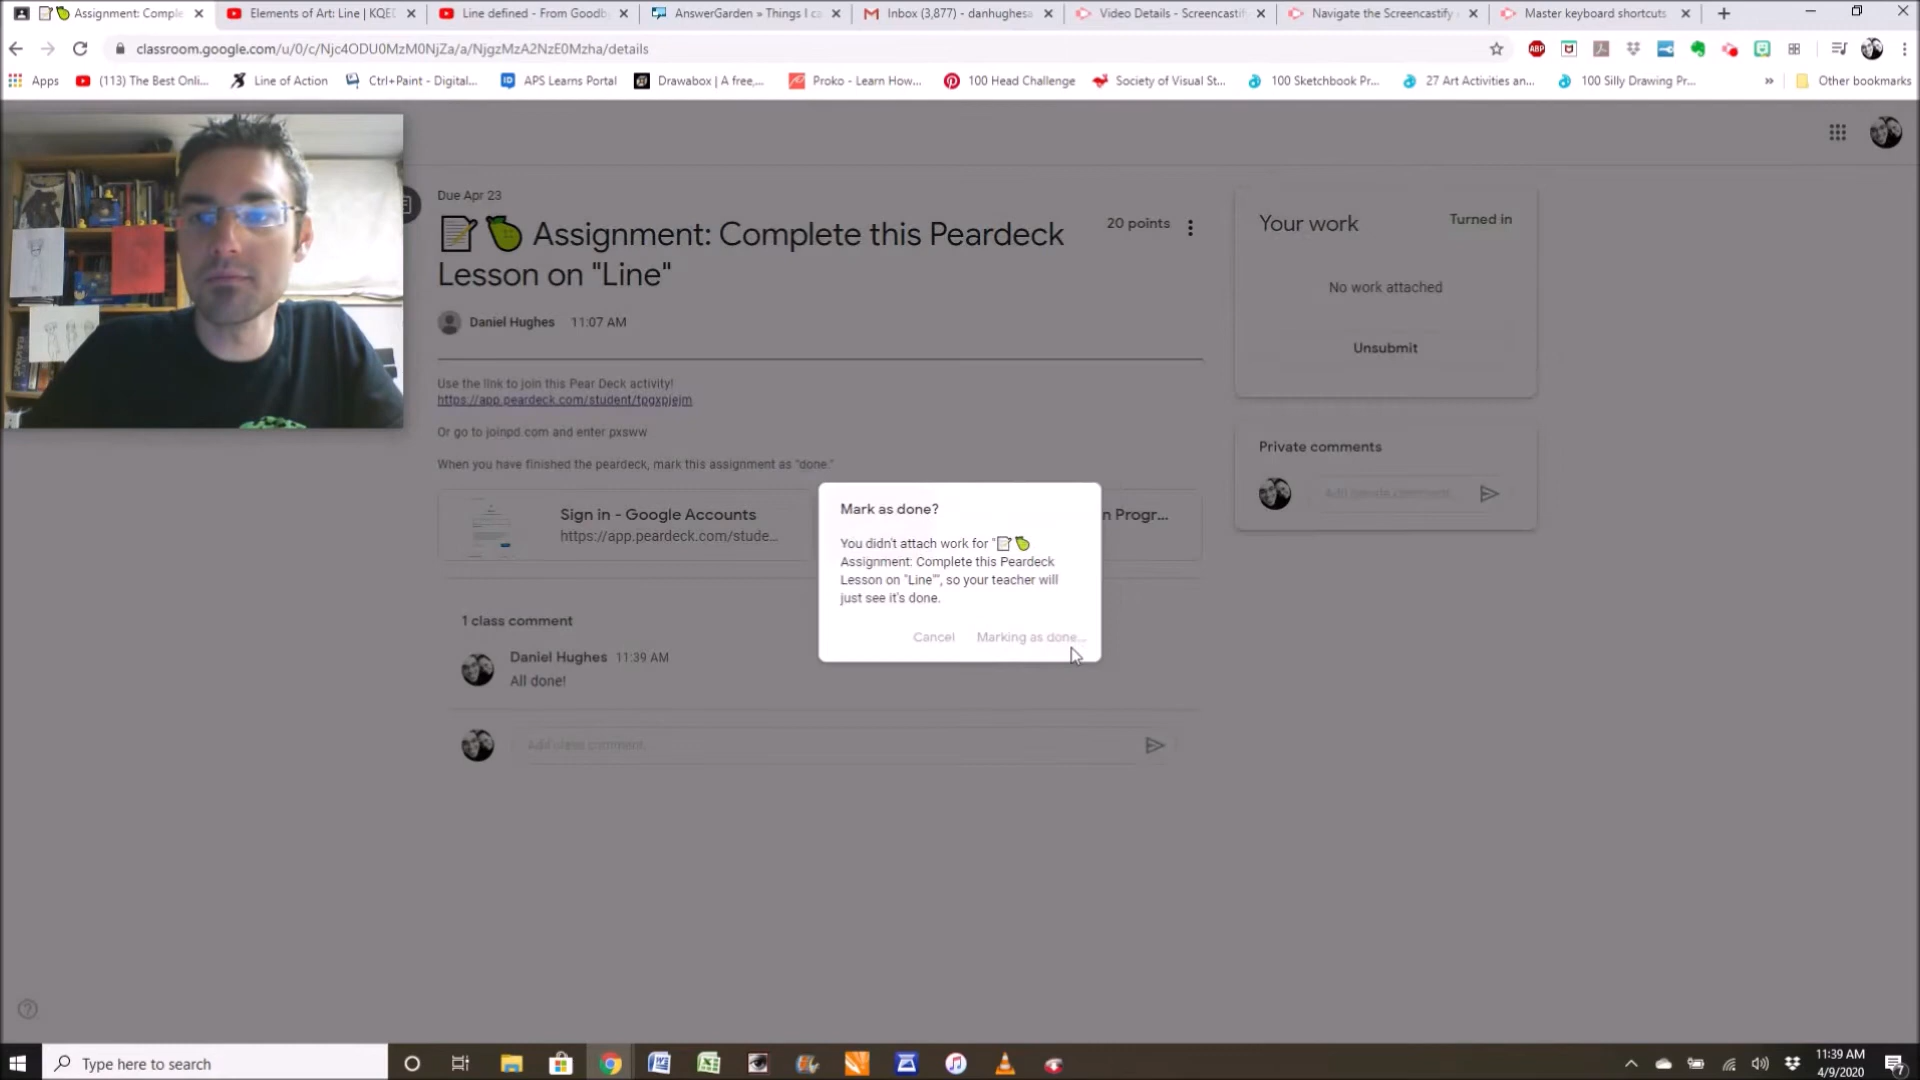 Assignment: Comple
Elements of Art: Line | KQE
Line defined - From Goodb
AnswerGarden » Things I c
Inbox (3,877) - danhughesa
Video Details - Screencastif
Navigate the Screencastify
Master keyboard shortcuts
classroom.google.com/u/0/c/Njc4ODU0MzM0NjZa/a/NjgzMzA2NzE0Mzha/details
Apps
(113) The Best Onli...
Line of Action
Ctrl+Paint - Digital...
APS Learns Portal
Drawabox | A free,...
Proko - Learn How...
100 Head Challenge
Society of Visual St...
100 Sketchbook Pr...
27 Art Activities an...
100 Silly Drawing Pr...
»
Other bookmarks
Due Apr 23
Assignment: Complete this Peardeck
Lesson on "Line"
20 points
Daniel Hughes 11:07 AM
Use the link to join this Pear Deck activity!
https://app.peardeck.com/student/tpgxpjejm
Or go to joinpd.com and enter pxsww
When you have finished the peardeck, mark this assignment as "done."
Sign in - Google Accounts
https://app.peardeck.com/stude...
n Progr...
1 class comment
Daniel Hughes 11:39 AM
All done!
Add class comment...
Your work
Turned in
No work attached
Unsubmit
Private comments
Add private comment...
Mark as done?
You didn't attach work for "
Assignment: Complete this Peardeck
Lesson on "Line"", so your teacher will
just see it's done.
Cancel
Marking as done...
Type here to search
11:39 AM
4/9/2020
7